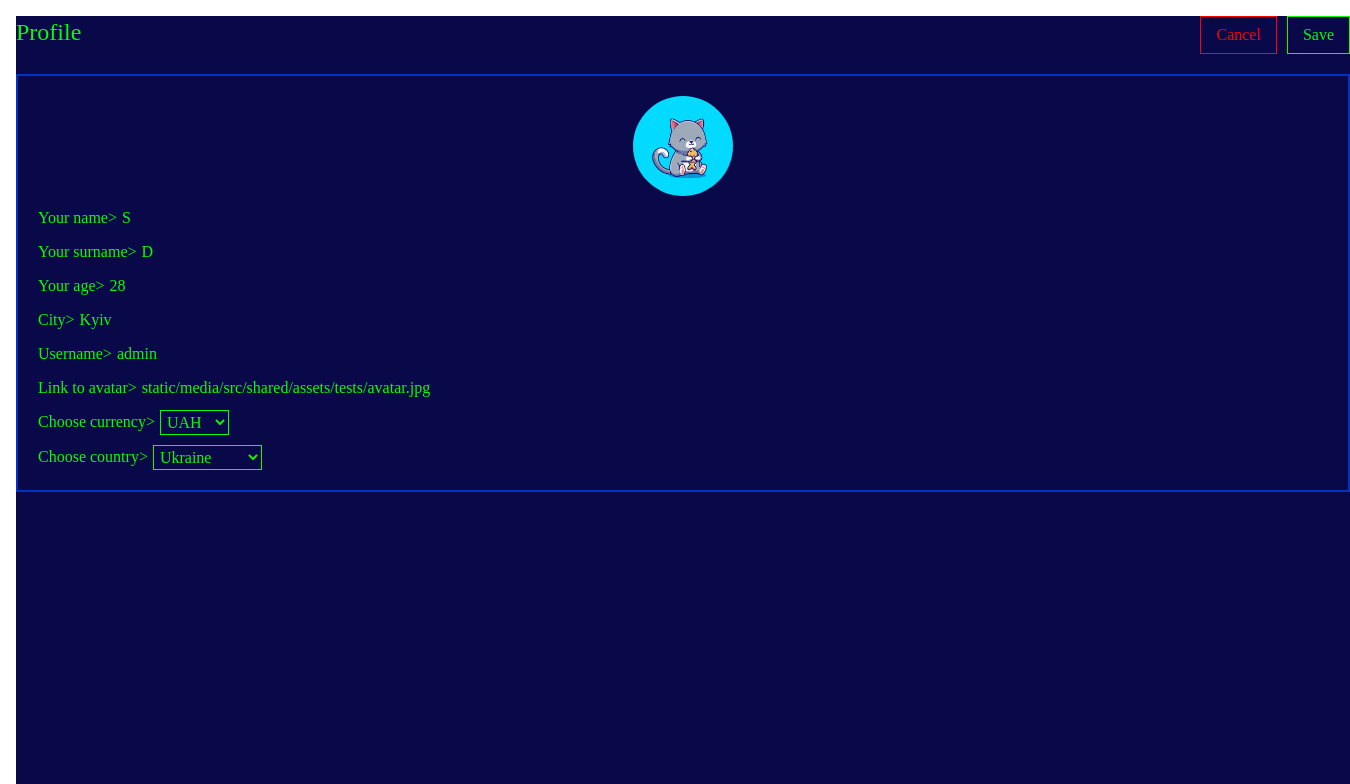 Profile
Cancel
Save
Your name> S
Your surname> D
Your age> 28
City> Kyiv
Username> admin
Link to avatar> static/media/src/shared/assets/tests/avatar.jpg
Choose currency> UAH
Choose country> Ukraine